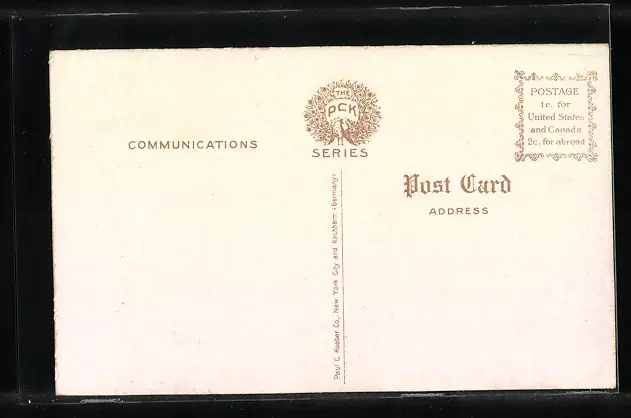 COMMUNICATIONS
THE
PCK
SERIES
POSTAGE
1c. for
United States
and Canada
2c. for abroad
Post Card
ADDRESS
Paul C. Koeber Co., New York City and Kirchheim (Germany)